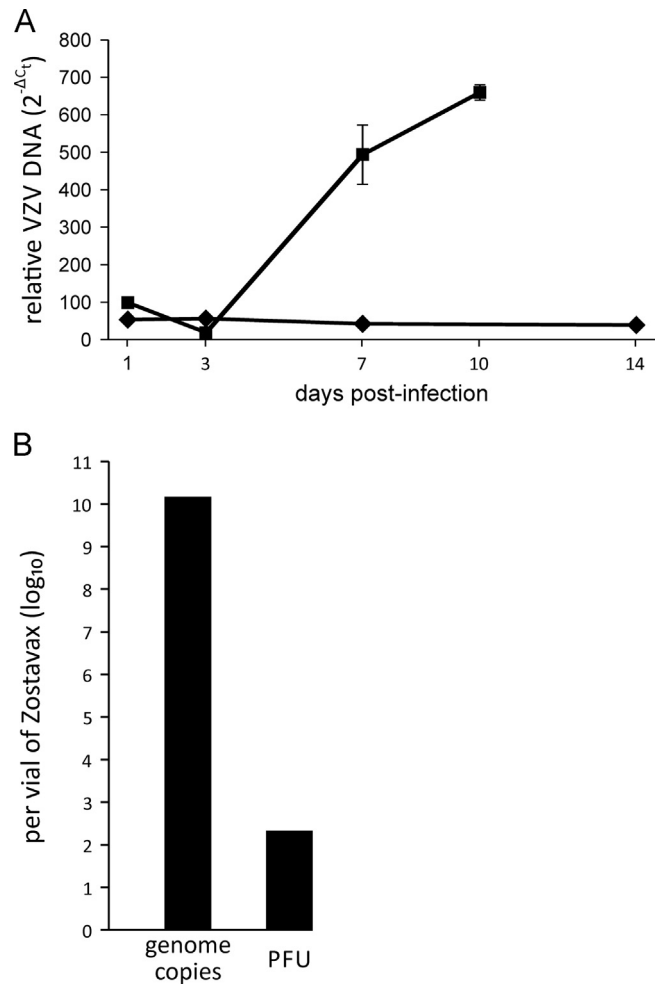 A
800
700
600
500
400
300
200
100
0
relative VZV DNA (2^-ΔCt)
1 3 7 10 14
days post-infection
B
11
10
9
8
7
6
5
4
3
2
1
0
per vial of Zostavax (log₁₀)
genome PFU
copies